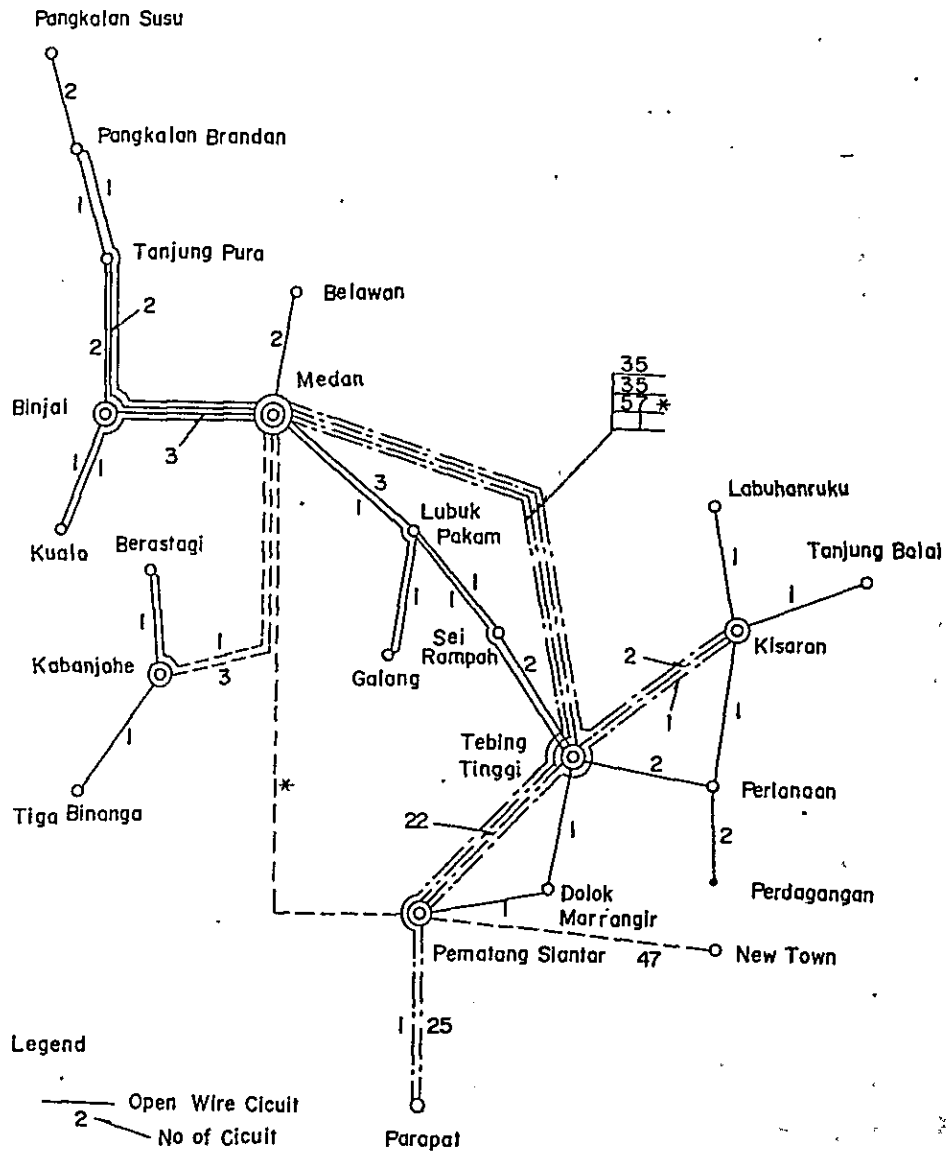 Pangkalan Susu
2
Pangkalan Brandan
1
1
Tanjung Pura
2
2
Belawan
2
Medan
Binjai
3
1
1
Kuala
35
35
57 *
3
1
Lubuk
Pakam
Labuhanruku
Tanjung Balai
1
1
Kisaran
Berastagi
1
1
3
Kabanjahe
1
Tiga Binanga
1
1
1
Sei
Rampah
Galang
2
2
1
1
Tebing
Tinggi
2
Perlanaan
2
Perdagangan
*
22
1
Dolok
Marrangir
1
Pematang Siantar
47
New Town
1
25
Parapat
Legend
Open Wire Cicuit
2
No of Cicuit